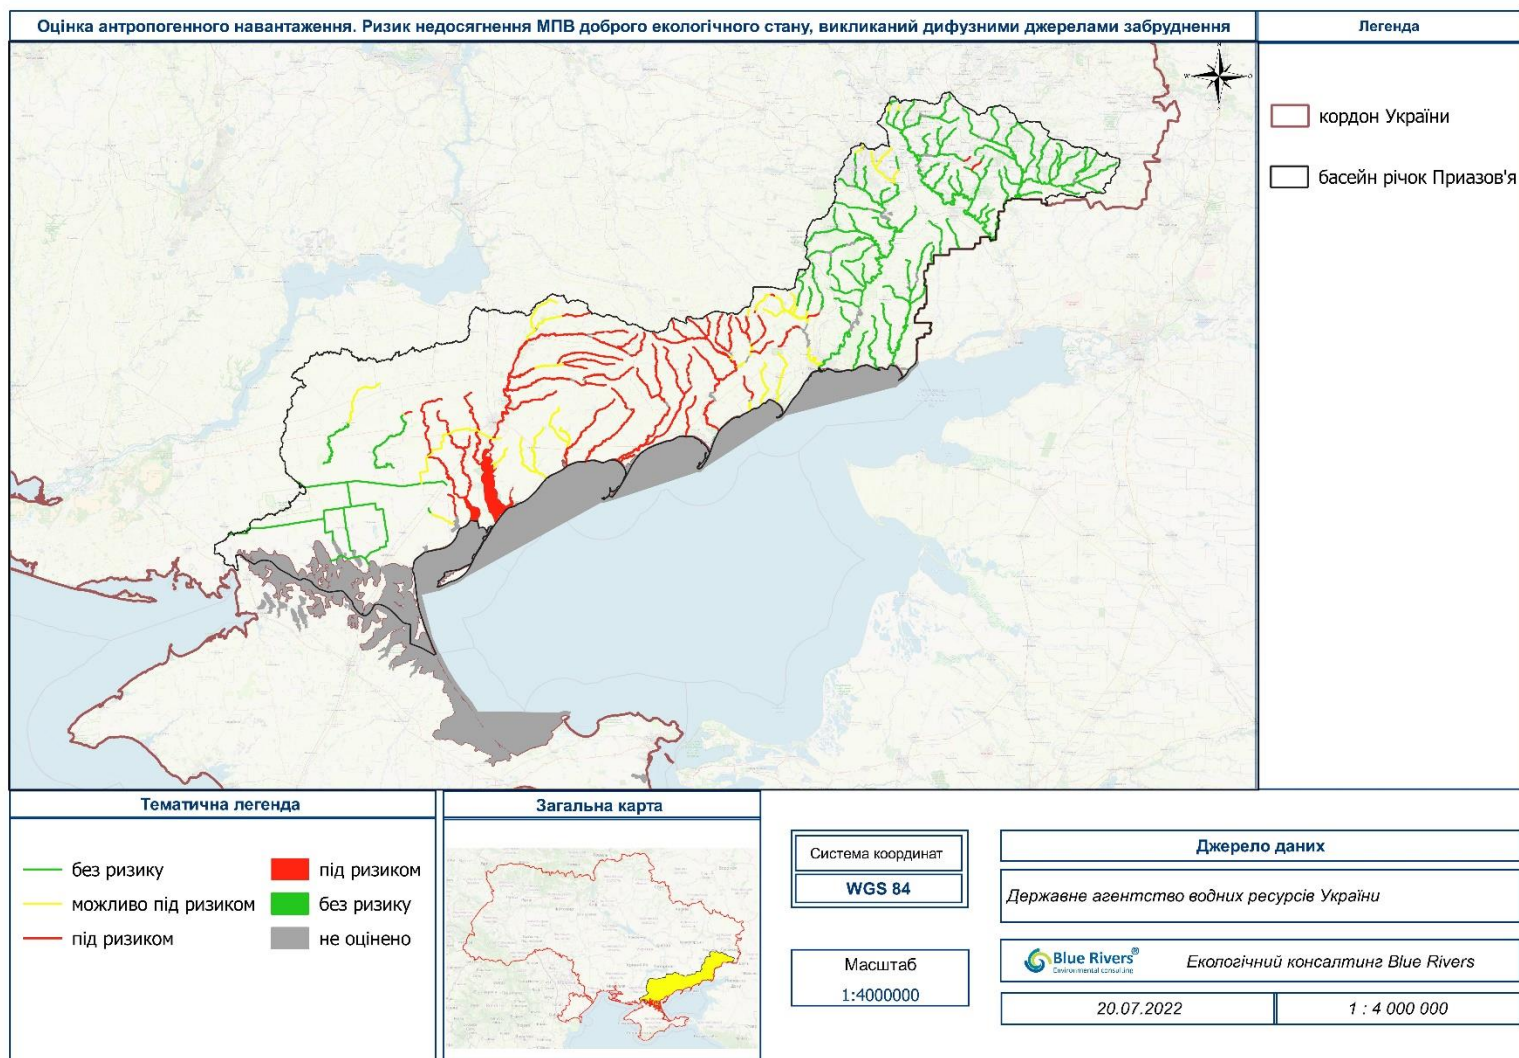 Оцінка антропогенного навантаження. Ризик недосягнення МПВ доброго екологічного стану, викликаний дифузними джерелами забруднення
Легенда
кордон України
басейн річок Приазов'я
Тематична легенда
без ризику
можливо під ризиком
під ризиком
під ризиком
без ризику
не оцінено
Загальна карта
Система координат
WGS 84
Масштаб
1:4000000
Джерело даних
Державне агентство водних ресурсів України
Blue Rivers®
Environmental consulting
Екологічний консалтинг Blue Rivers
20.07.2022
1 : 4 000 000